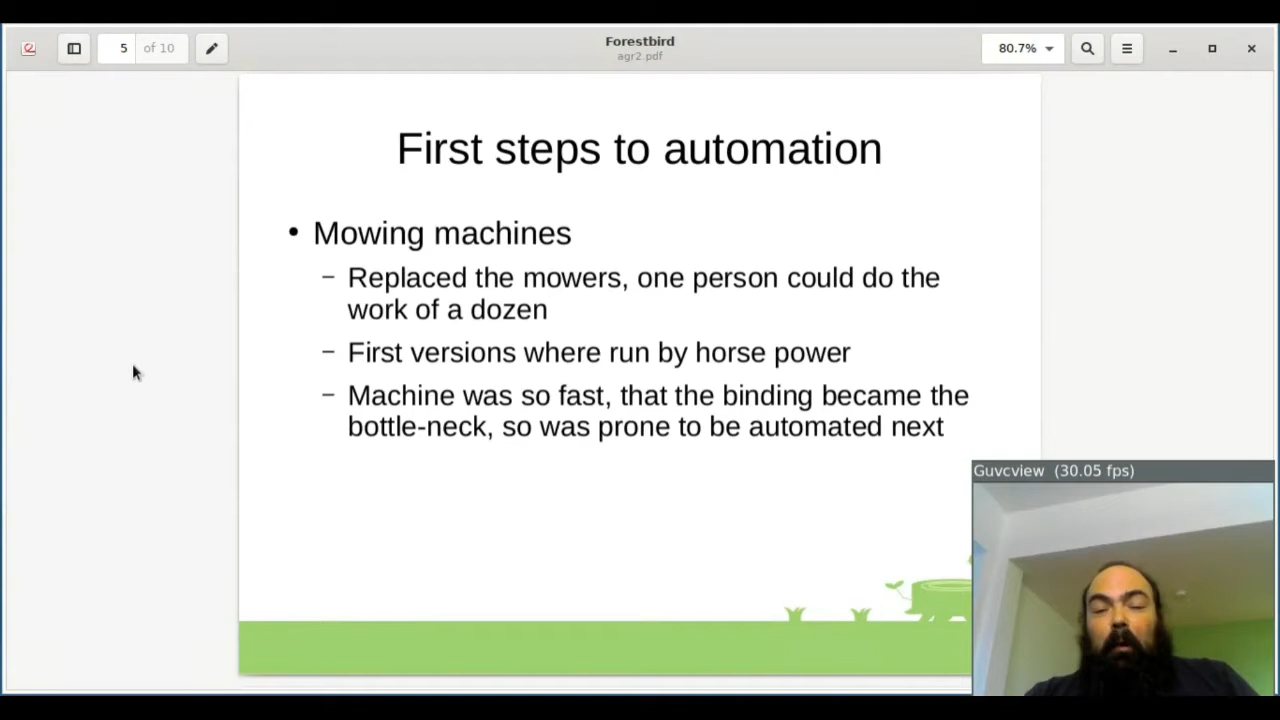 Forestbird
agr2.pdf
5 of 10
80.7%
First steps to automation
• Mowing machines
– Replaced the mowers, one person could do the
work of a dozen
– First versions where run by horse power
– Machine was so fast, that the binding became the
bottle-neck, so was prone to be automated next
Guvcview (30.05 fps)